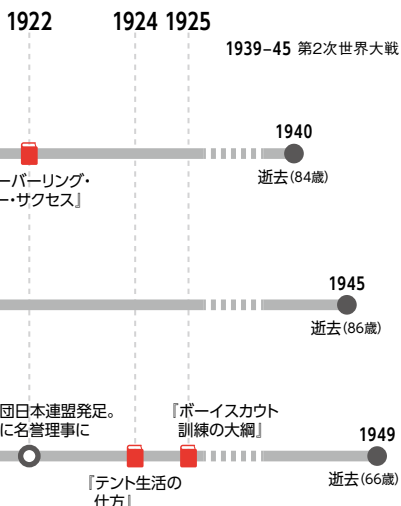 1922
1924 1925
1939–45 第2次世界大戦
1940
ーバーリング・
ー・サクセス』
逝去(84歳)
1945
逝去(86歳)
団日本連盟発足。
に名誉理事に
『ボーイスカウト
訓練の大綱』
1949
『テント生活の
仕方』
逝去(66歳)